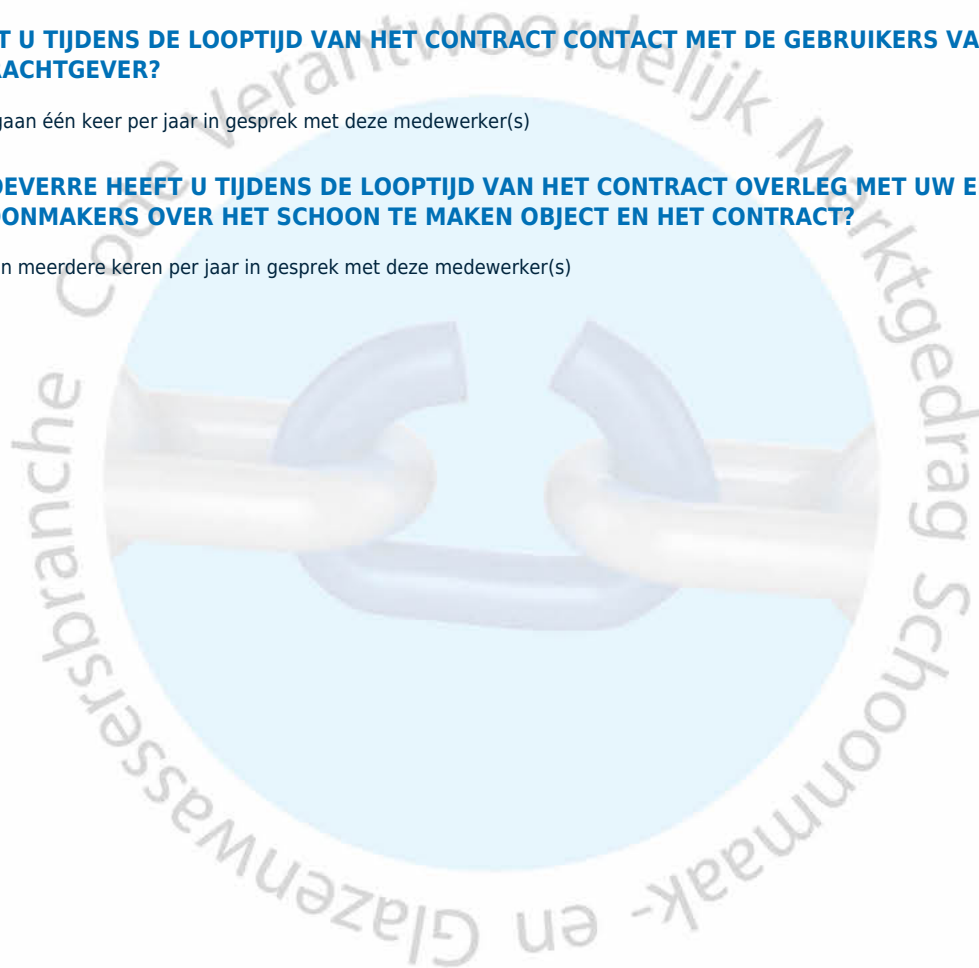 T U TIJDENS DE LOOPTIJD VAN HET CONTRACT CONTACT MET DE GEBRUIKERS VA
RACHTGEVER?
gaan één keer per jaar in gesprek met deze medewerker(s)
OEVERRE HEEFT U TIJDENS DE LOOPTIJD VAN HET CONTRACT OVERLEG MET UW E
OONMAKERS OVER HET SCHOON TE MAKEN OBJECT EN HET CONTRACT?
n meerdere keren per jaar in gesprek met deze medewerker(s)
Code Verantwoordelijk Marktgedrag Schoonmaak- en Glazenwassersbranche